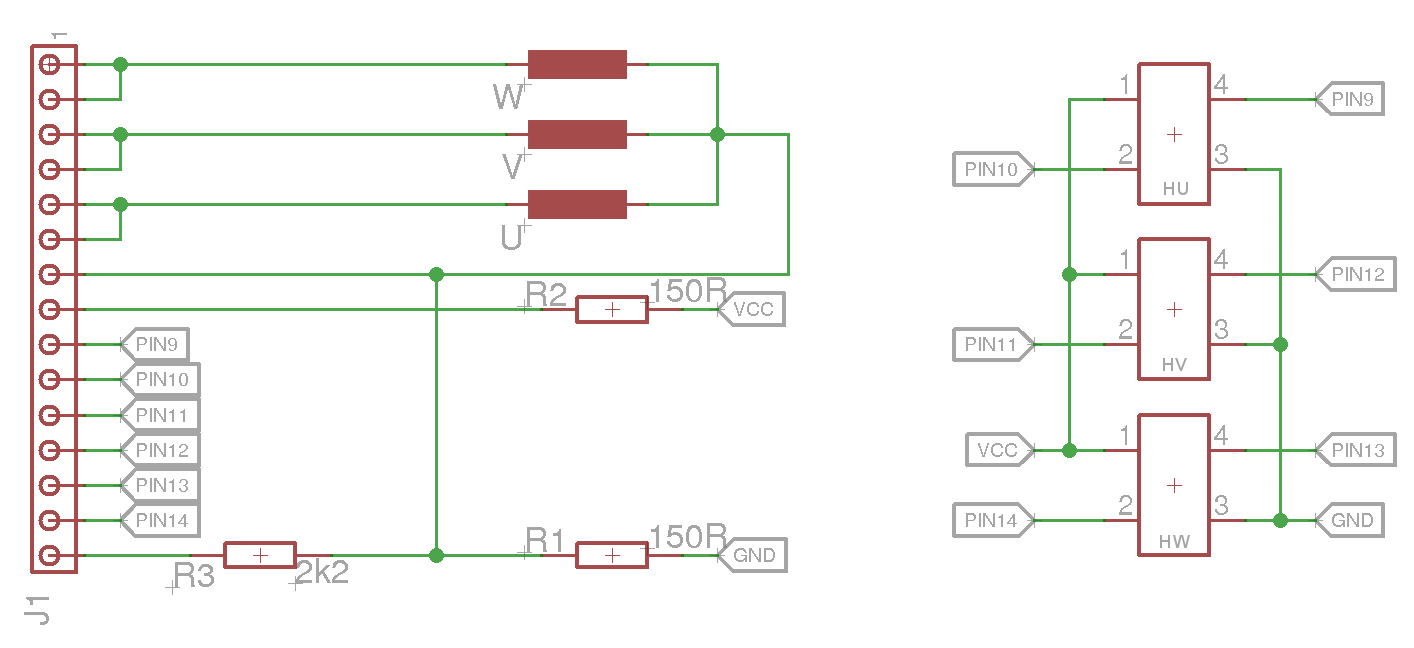 1
W
V
U
R2
150R
VCC
PIN9
PIN10
PIN11
PIN12
PIN13
PIN14
R3
2k2
R1
150R
GND
J1
1
4
PIN9
PIN10
2
3
HU
1
4
PIN12
PIN11
2
3
HV
VCC
1
4
PIN13
PIN14
2
3
GND
HW